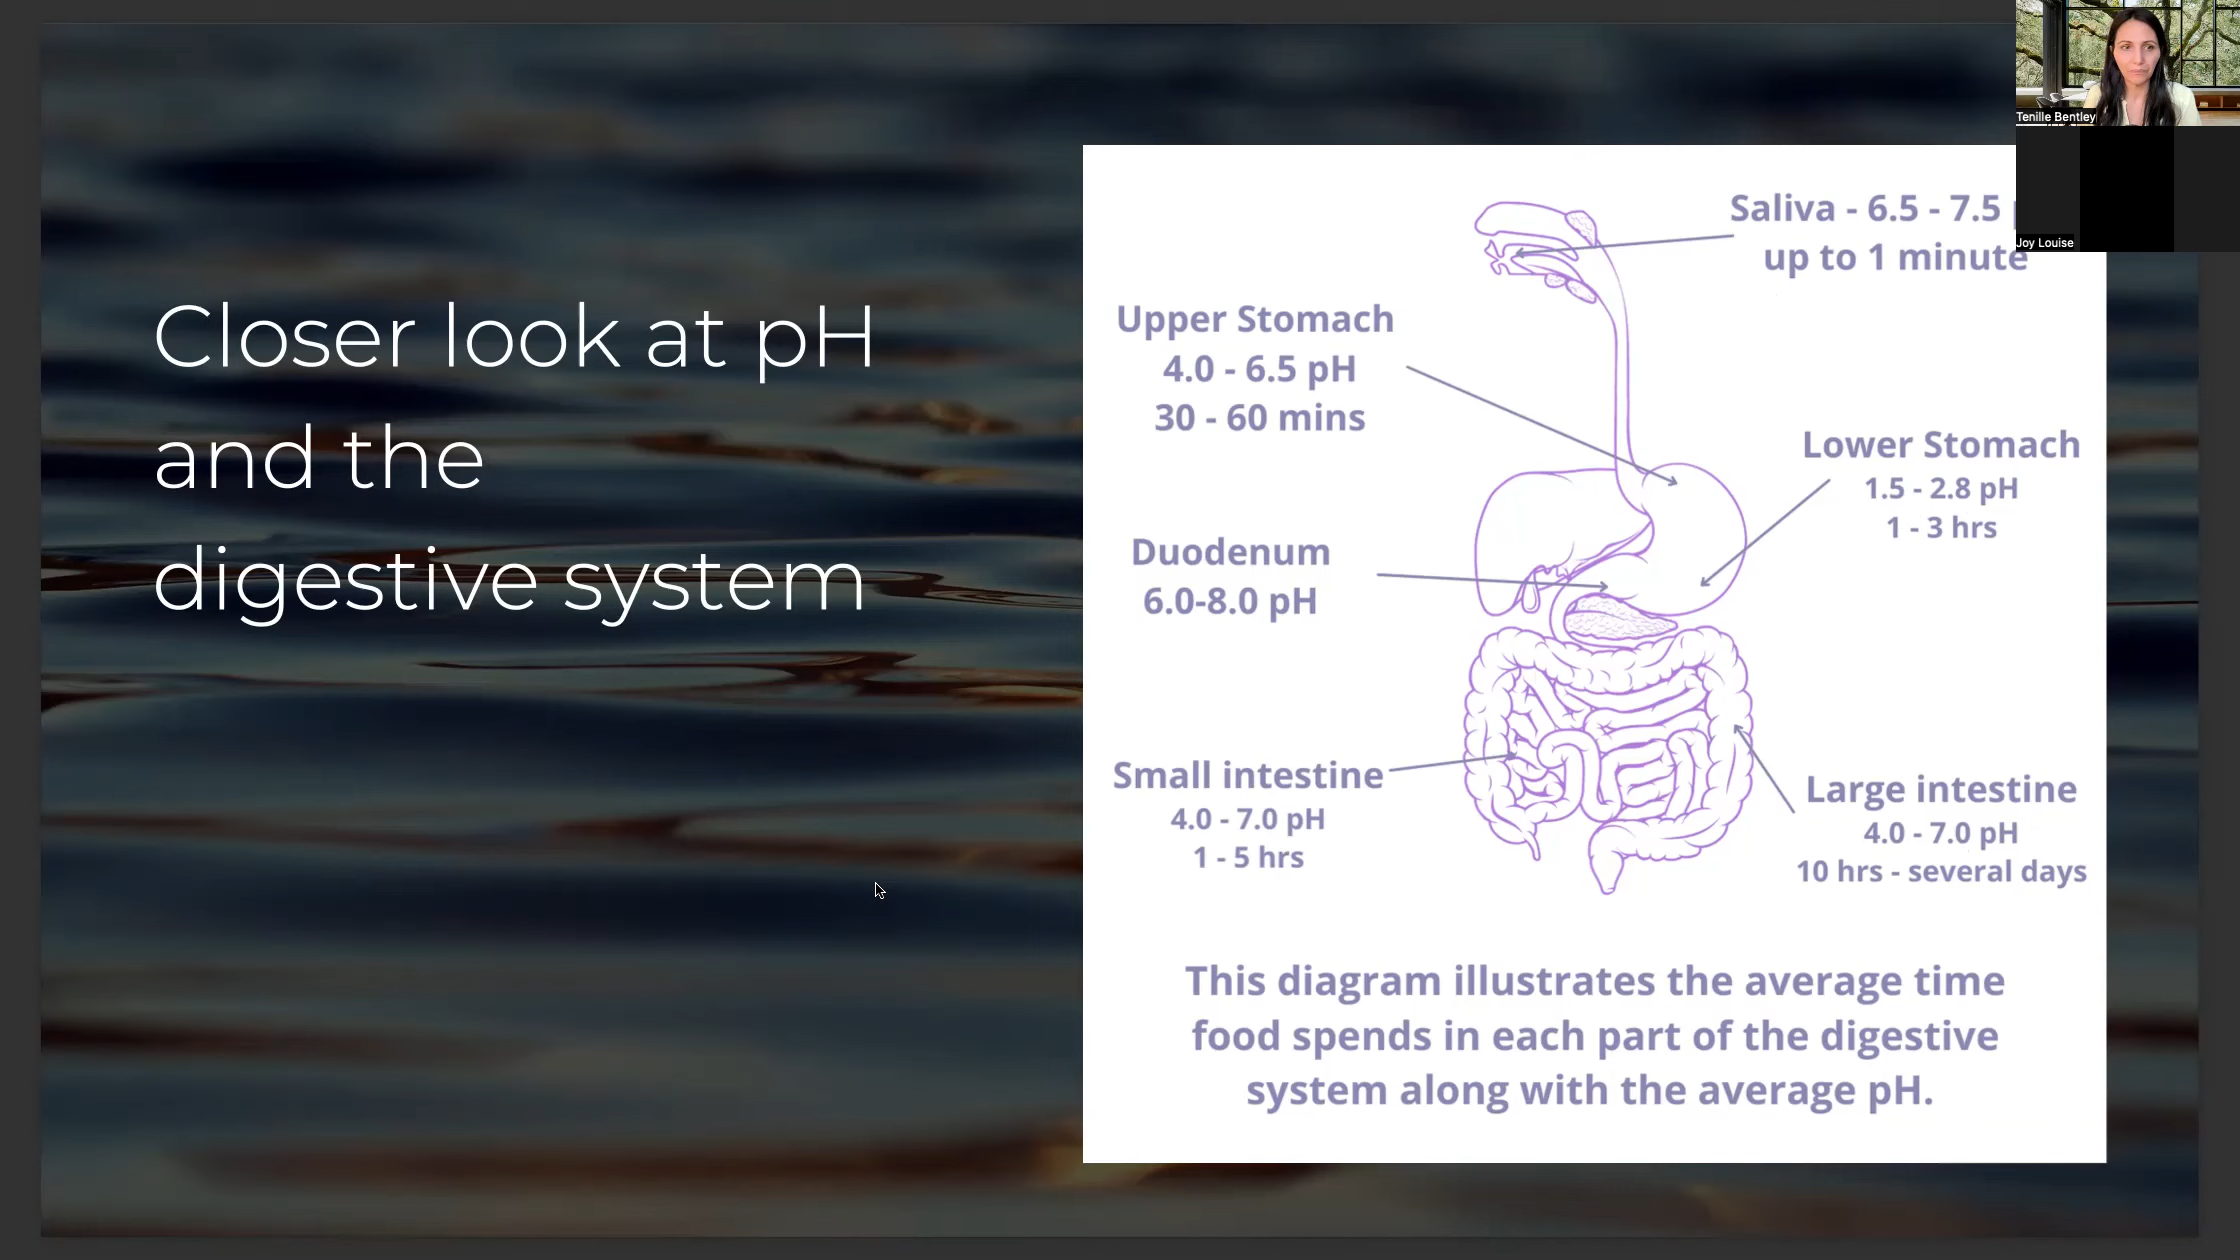 Closer look at pH
and the
digestive system
Saliva - 6.5 - 7.5
up to 1 minute
Upper Stomach
4.0 - 6.5 pH
30 - 60 mins
Lower Stomach
1.5 - 2.8 pH
1 - 3 hrs
Duodenum
6.0-8.0 pH
Small intestine
4.0 - 7.0 pH
1 - 5 hrs
Large intestine
4.0 - 7.0 pH
10 hrs - several days
This diagram illustrates the average time
food spends in each part of the digestive
system along with the average pH.
Tenille Bentley
Joy Louise